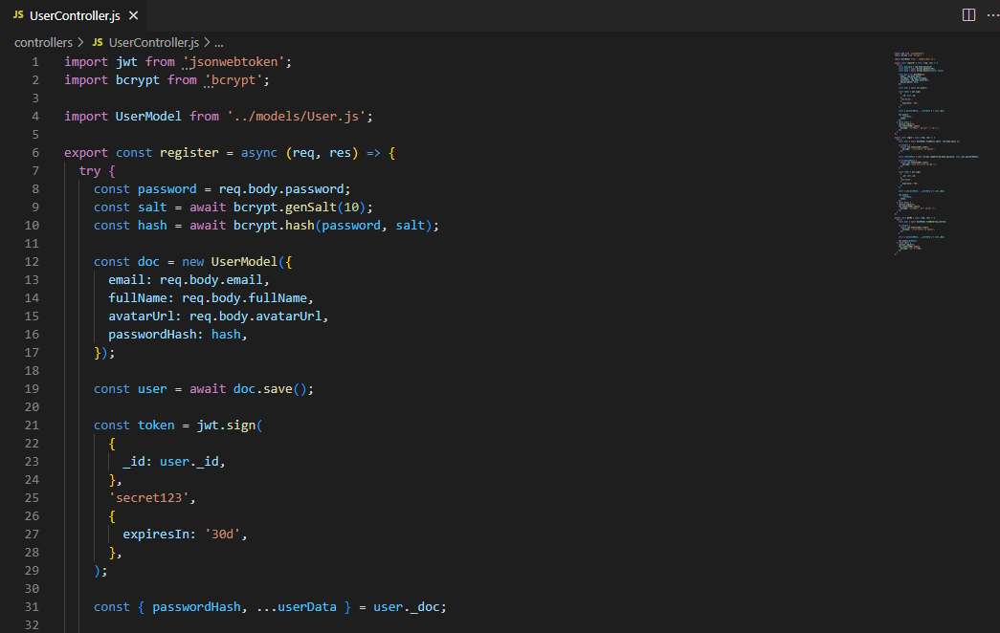 JS UserController.js ×
controllers > JS UserController.js > ...
1 import jwt from 'jsonwebtoken';
2 import bcrypt from 'bcrypt';
3
4 import UserModel from '../models/User.js';
5
6 export const register = async (req, res) => {
7 try {
8 const password = req.body.password;
9 const salt = await bcrypt.genSalt(10);
10 const hash = await bcrypt.hash(password, salt);
11
12 const doc = new UserModel({
13 email: req.body.email,
14 fullName: req.body.fullName,
15 avatarUrl: req.body.avatarUrl,
16 passwordHash: hash,
17 });
18
19 const user = await doc.save();
20
21 const token = jwt.sign(
22 {
23 _id: user._id,
24 },
25 'secret123',
26 {
27 expiresIn: '30d',
28 },
29 );
30
31 const { passwordHash, ...userData } = user._doc;
32